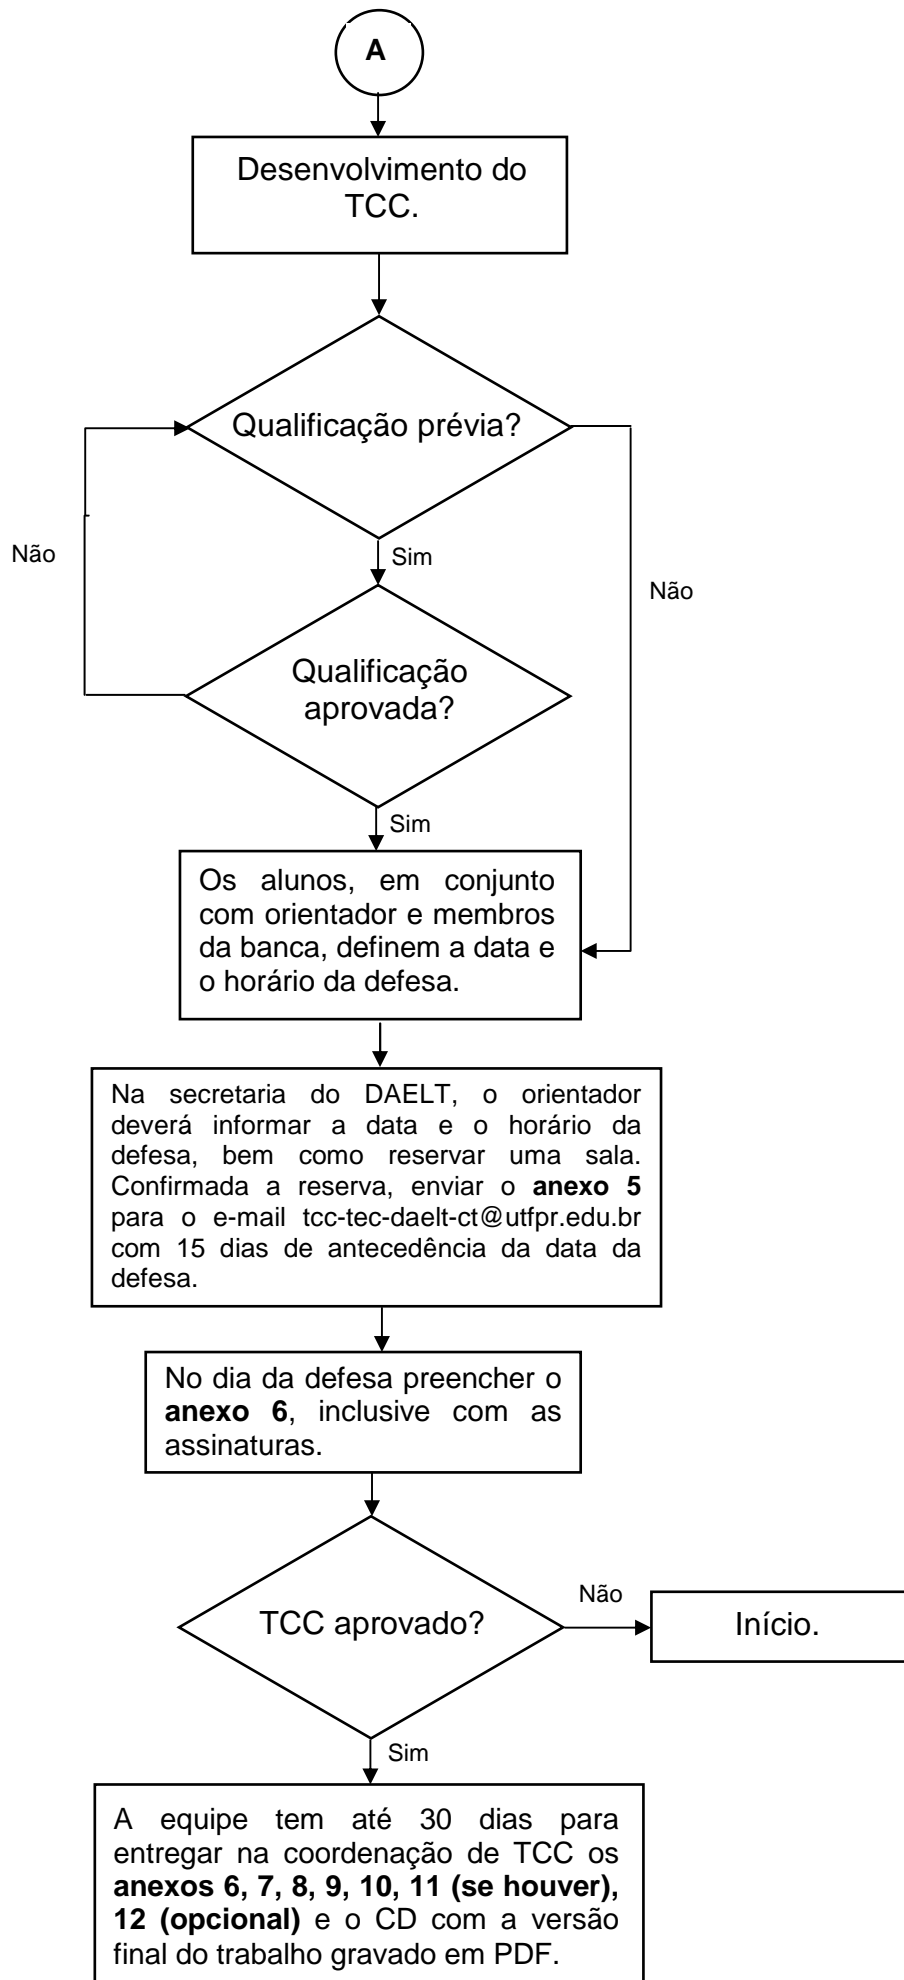 A
Desenvolvimento do
TCC.
Qualificação prévia?
Não
Sim
Não
Qualificação
aprovada?
Sim
Os alunos, em conjunto
com orientador e membros
da banca, definem a data e
o horário da defesa.
Na secretaria do DAELT, o orientador
deverá informar a data e o horário da
defesa, bem como reservar uma sala.
Confirmada a reserva, enviar o anexo 5
para o e-mail tcc-tec-daelt-ct@utfpr.edu.br
com 15 dias de antecedência da data da
defesa.
No dia da defesa preencher o
anexo 6, inclusive com as
assinaturas.
TCC aprovado?
Não
Início.
Sim
A equipe tem até 30 dias para
entregar na coordenação de TCC os
anexos 6, 7, 8, 9, 10, 11 (se houver),
12 (opcional) e o CD com a versão
final do trabalho gravado em PDF.